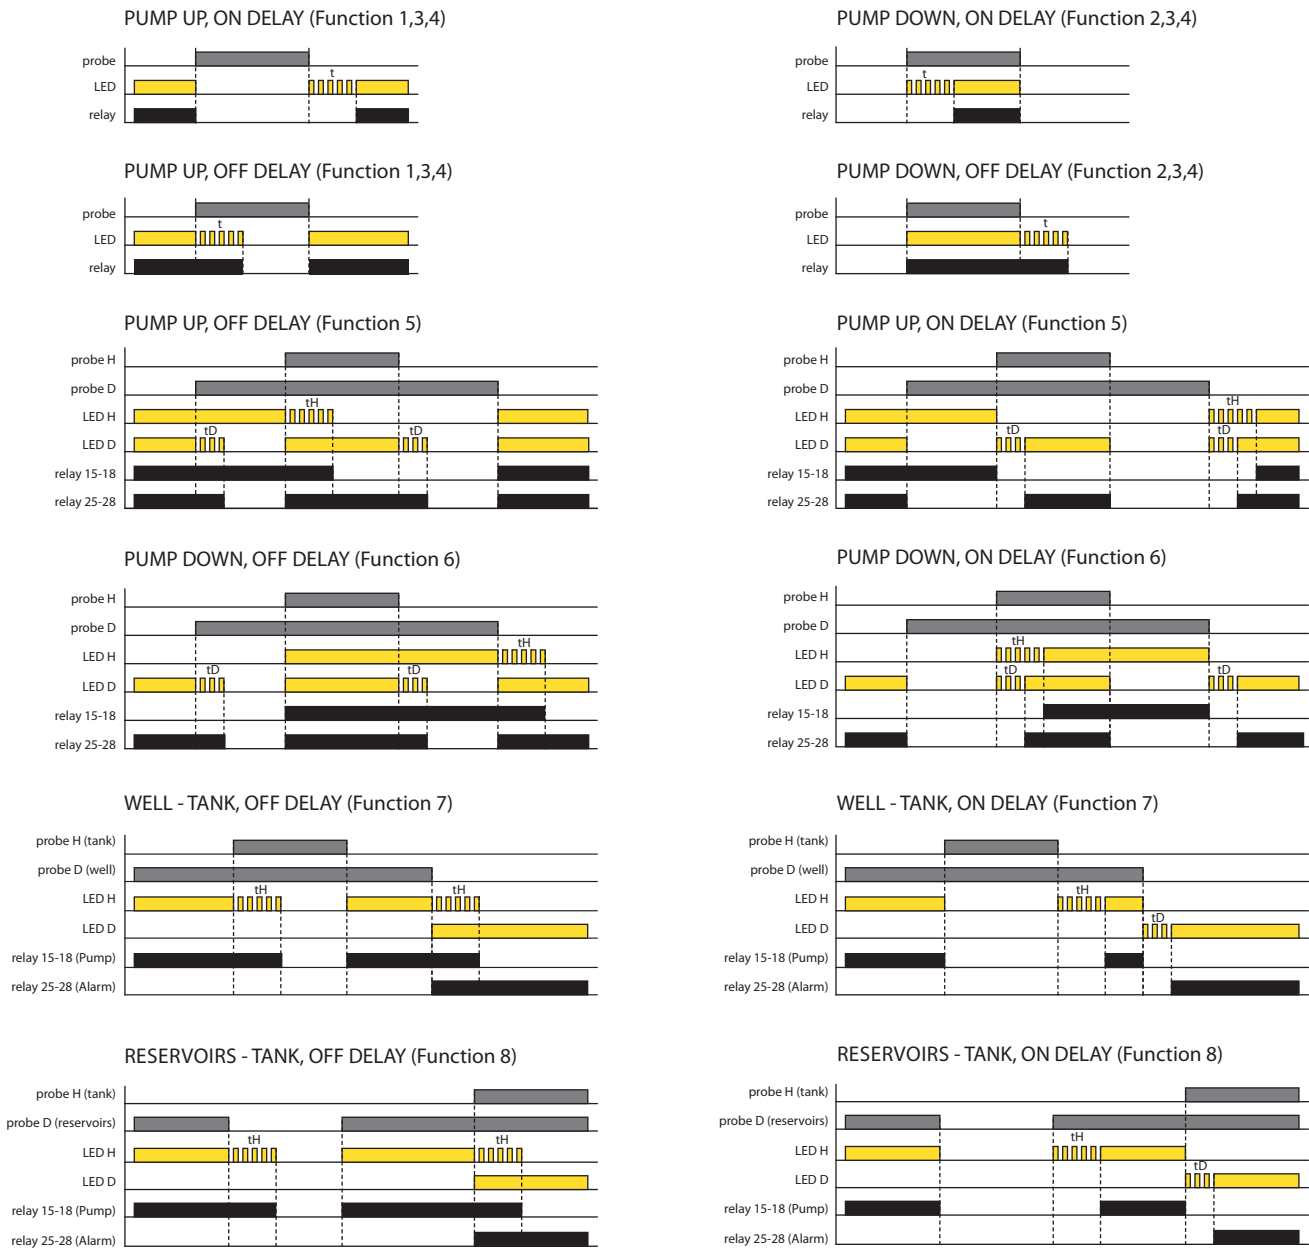 PUMP UP, ON DELAY (Function 1,3,4)
probe
t
LED
relay
PUMP DOWN, ON DELAY (Function 2,3,4)
probe
t
LED
relay
PUMP UP, OFF DELAY (Function 1,3,4)
probe
t
LED
relay
PUMP DOWN, OFF DELAY (Function 2,3,4)
probe
t
LED
relay
PUMP UP, OFF DELAY (Function 5)
probe H
probe D
tH
LED H
tD tD
LED D
relay 15-18
relay 25-28
PUMP UP, ON DELAY (Function 5)
probe H
probe D
tH
LED H
tD tD
LED D
relay 15-18
relay 25-28
PUMP DOWN, OFF DELAY (Function 6)
probe H
probe D
tH
LED H
tD tD
LED D
relay 15-18
relay 25-28
PUMP DOWN, ON DELAY (Function 6)
probe H
probe D
tH
LED H
tD tD
LED D
relay 15-18
relay 25-28
WELL - TANK, OFF DELAY (Function 7)
probe H (tank)
probe D (well)
tH tH
LED H
LED D
relay 15-18 (Pump)
relay 25-28 (Alarm)
WELL - TANK, ON DELAY (Function 7)
probe H (tank)
probe D (well)
tH
LED H
tD
LED D
relay 15-18 (Pump)
relay 25-28 (Alarm)
RESERVOIRS - TANK, OFF DELAY (Function 8)
probe H (tank)
probe D (reservoirs)
tH tH
LED H
LED D
relay 15-18 (Pump)
relay 25-28 (Alarm)
RESERVOIRS - TANK, ON DELAY (Function 8)
probe H (tank)
probe D (reservoirs)
tH
LED H
tD
LED D
relay 15-18 (Pump)
relay 25-28 (Alarm)